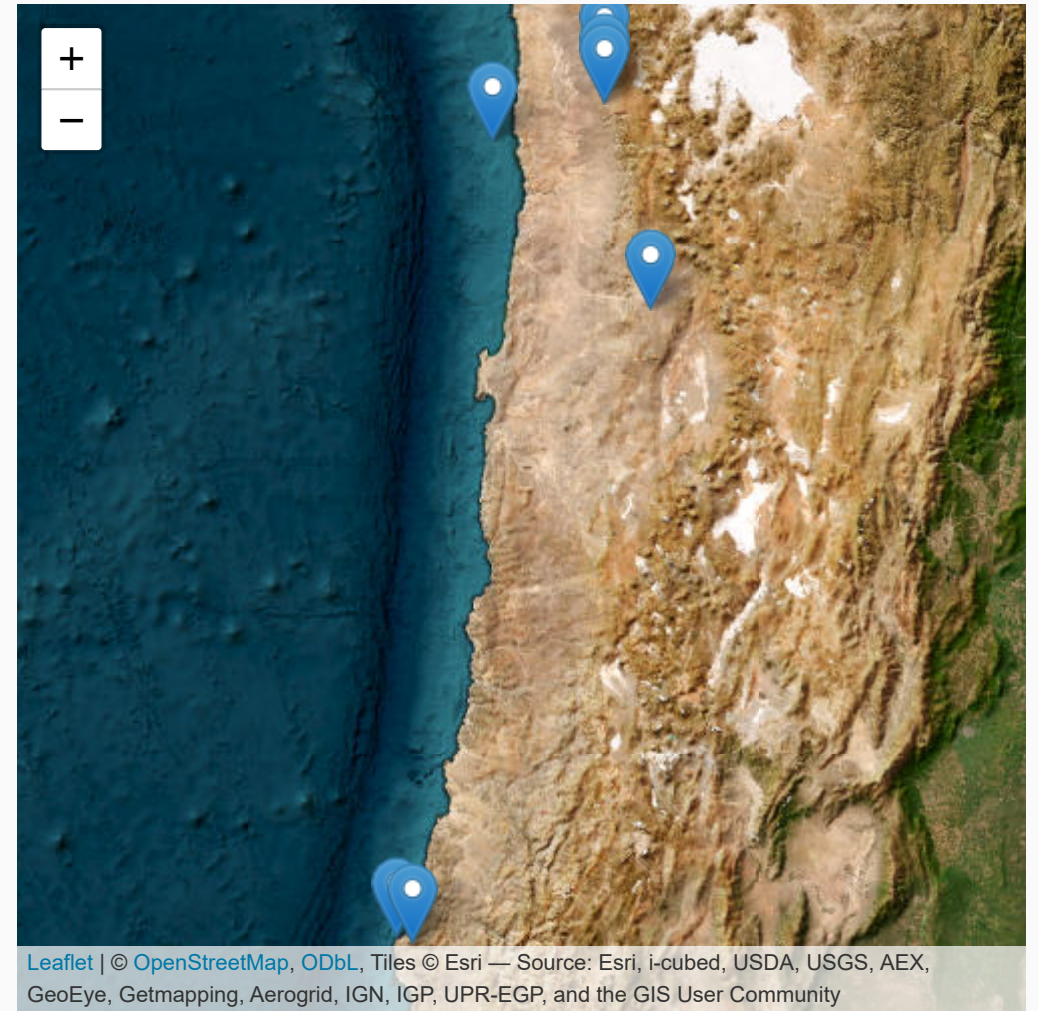 +
−
Leaflet | © OpenStreetMap, ODbL, Tiles © Esri — Source: Esri, i-cubed, USDA, USGS, AEX,
GeoEye, Getmapping, Aerogrid, IGN, IGP, UPR-EGP, and the GIS User Community